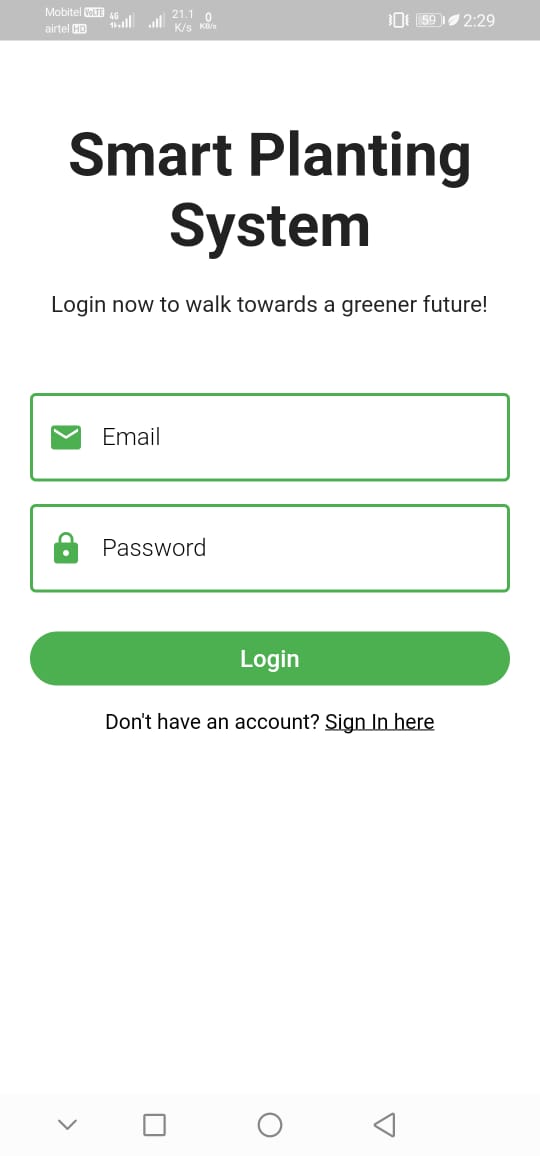 Mobitel VoLTE 4G 21.1 0
airtel HD K/s KB/s
59 2:29
Smart Planting
System
Login now to walk towards a greener future!
Email
Password
Login
Don't have an account? Sign In here